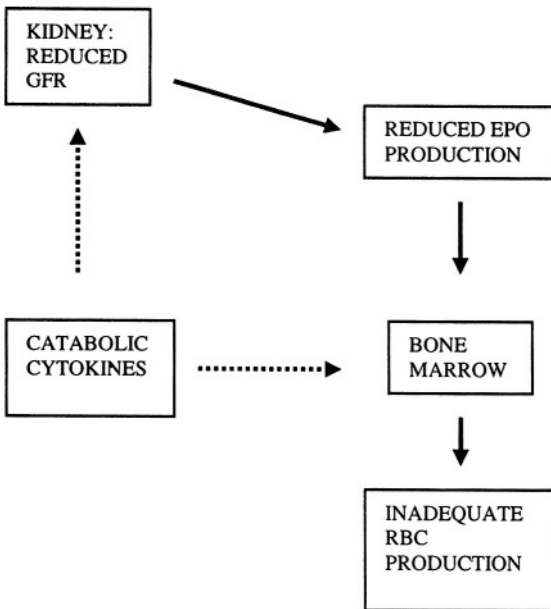 KIDNEY:
REDUCED
GFR
REDUCED EPO
PRODUCTION
CATABOLIC
CYTOKINES
BONE
MARROW
INADEQUATE
RBC
PRODUCTION